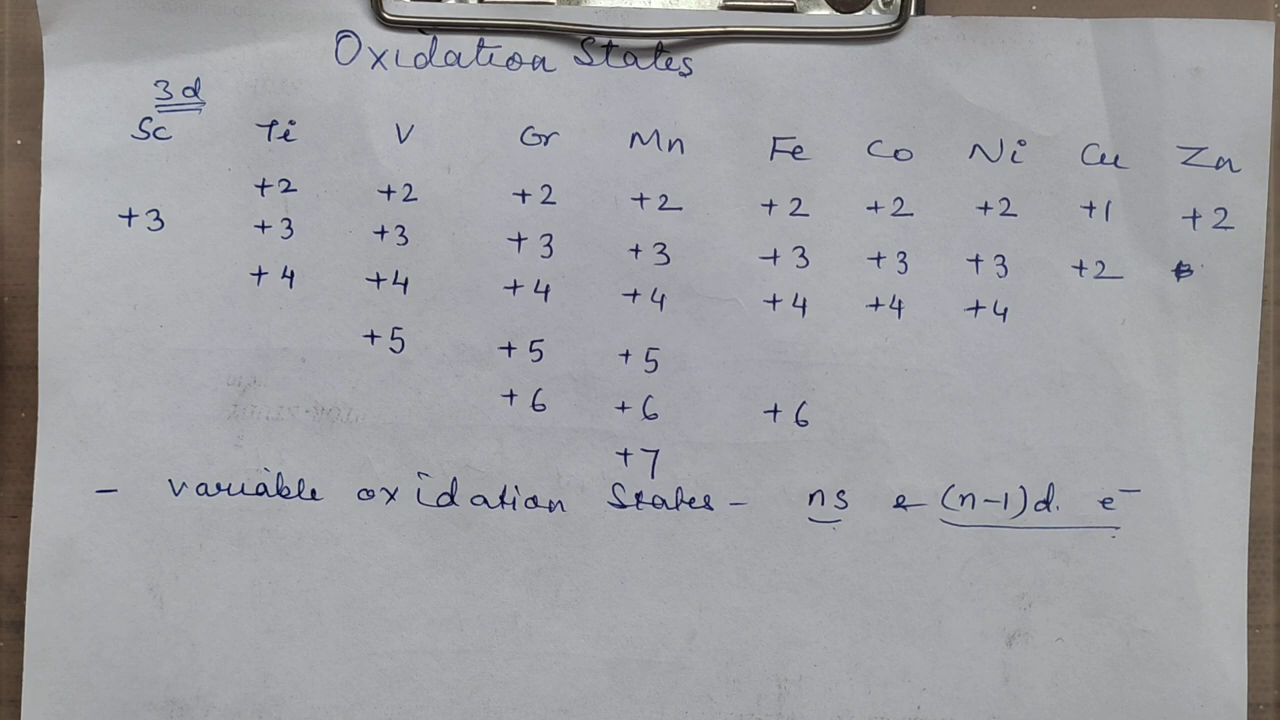 Oxidation States
3d
Sc Ti V Cr Mn Fe Co Ni Cu Zn
+2 +2 +2 +2 +2 +2 +2 +1 +2
+3 +3 +3 +3 +3 +3 +3 +3 +2
+4 +4 +4 +4 +4 +4 +4
+5 +5 +5
+6 +6 +6
+7
- variable oxidation States - ns & (n-1)d. e⁻